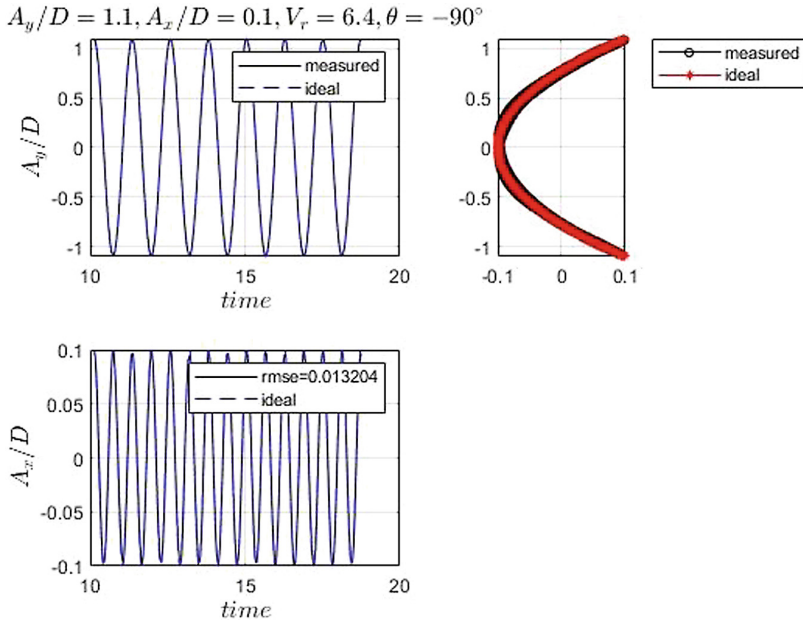 A_y/D = 1.1, A_x/D = 0.1, V_r = 6.4, θ = −90°
1
0.5
0
-0.5
-1
A_y/D
measured
ideal
10
15
20
time
1
0.5
0
-0.5
-1
-0.1
0
0.1
measured
ideal
0.1
0.05
0
-0.05
-0.1
A_x/D
rmse=0.013204
ideal
10
15
20
time